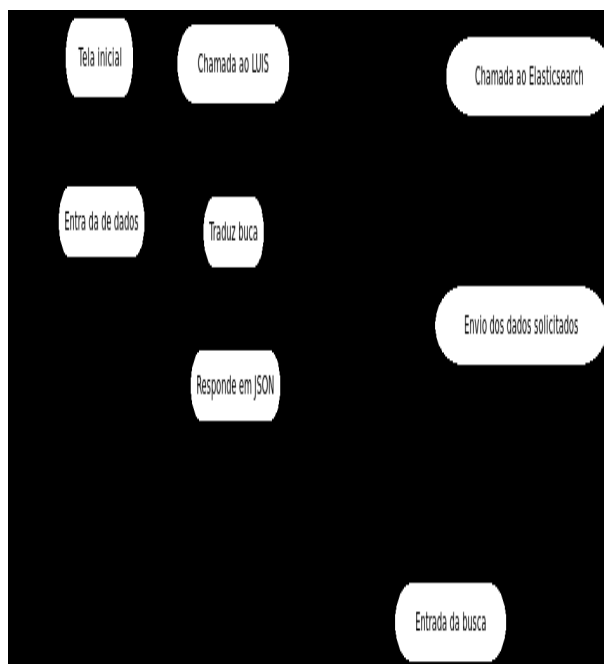 Tela inicial
Chamada ao LUIS
Chamada ao Elasticsearch
Entra da de dados
Traduz buca
Envio dos dados solicitados
Responde em JSON
Entrada da busca